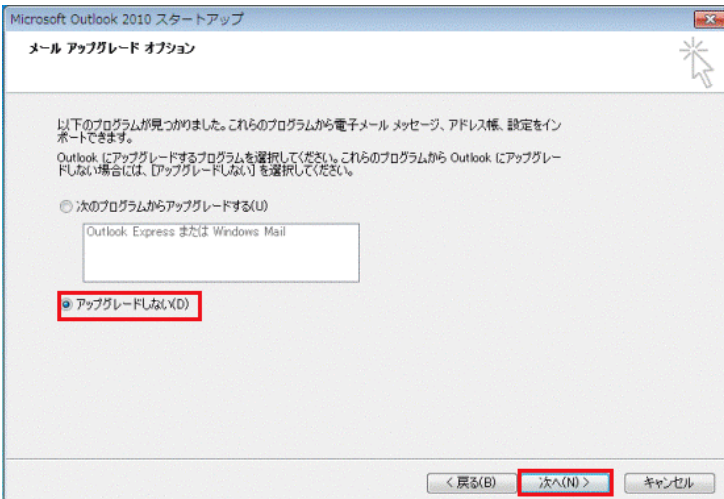 Microsoft Outlook 2010 スタートアップ
メール アップグレード オプション
以下のプログラムが見つかりました。これらのプログラムから電子メール メッセージ、アドレス帳、設定をイン
ポートできます。
Outlook にアップグレードするプログラムを選択してください。これらのプログラムから Outlook にアップグレー
ドしない場合には、[アップグレードしない] を選択してください。
次のプログラムからアップグレードする(U)
Outlook Express または Windows Mail
アップグレードしない(D)
< 戻る(B) 次へ(N) > キャンセル